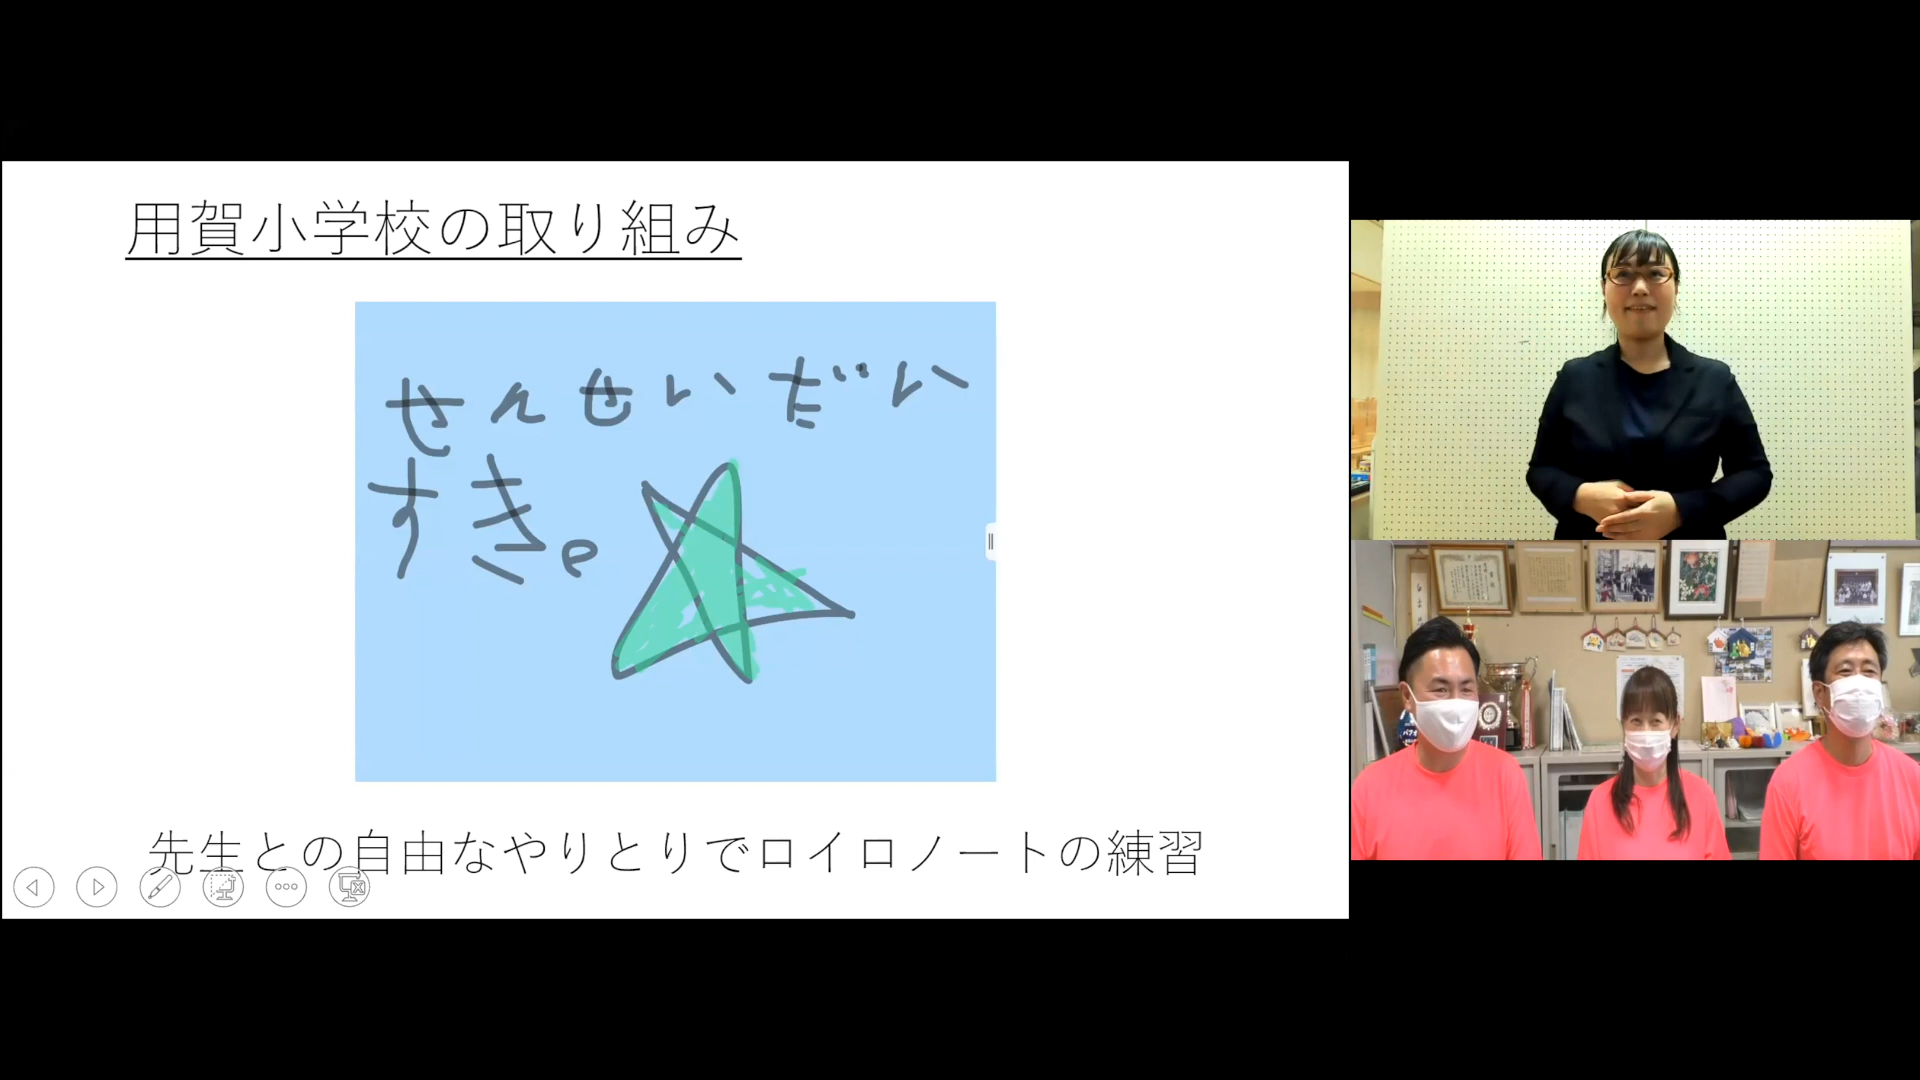 用賀小学校の取り組み
せんせいだい
すき。
先生との自由なやりとりでロイロノートの練習